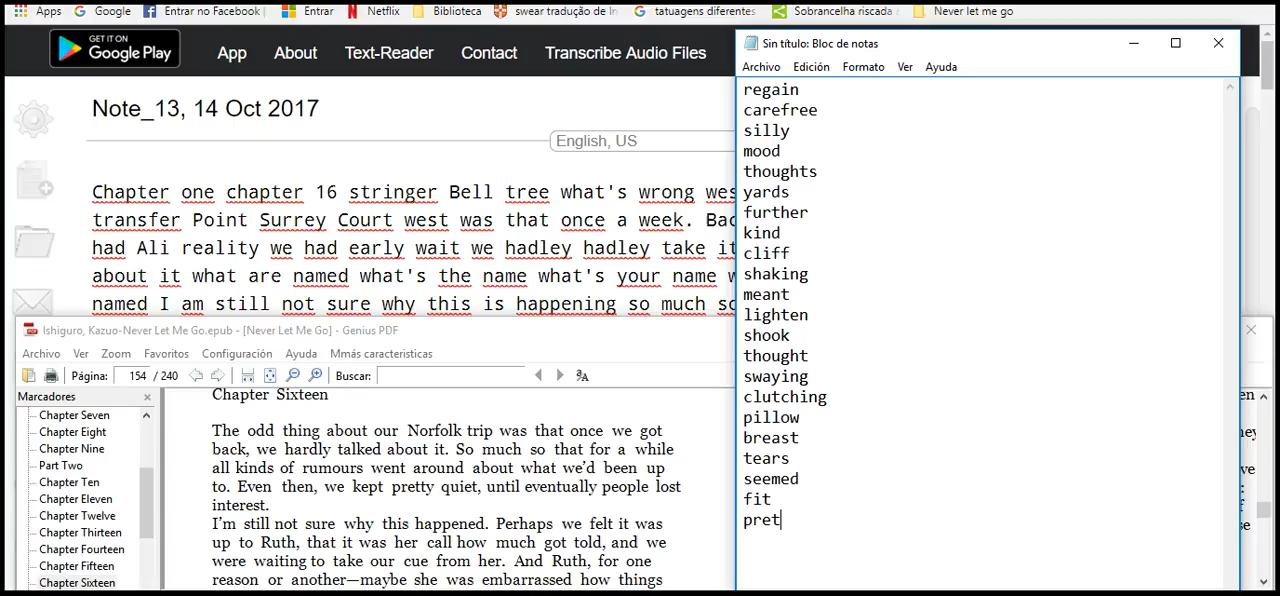 Apps Google Entrar no Facebook Entrar Netflix Biblioteca swear tradução de In tatuagens diferentes Sobrancelha riscada Never let me go
GET IT ON
Google Play
App About Text-Reader Contact Transcribe Audio Files
Note_13, 14 Oct 2017
English, US
Chapter one chapter 16 stringer Bell tree what's wrong wes
transfer Point Surrey Court west was that once a week. Bac
had Ali reality we had early wait we hadley hadley take it
about it what are named what's the name what's your name w
named I am still not sure why this is happening so much so
Ishiguro, Kazuo-Never Let Me Go.epub - [Never Let Me Go] - Genius PDF
Archivo Ver Zoom Favoritos Configuración Ayuda Mmás caracteristicas
Página: 154 / 240 Buscar:
Marcadores
Chapter Seven
Chapter Eight
Chapter Nine
Part Two
Chapter Ten
Chapter Eleven
Chapter Twelve
Chapter Thirteen
Chapter Fourteen
Chapter Fifteen
Chapter Sixteen
Chapter Sixteen
The odd thing about our Norfolk trip was that once we got
back, we hardly talked about it. So much so that for a while
all kinds of rumours went around about what we'd been up
to. Even then, we kept pretty quiet, until eventually people lost
interest.
I'm still not sure why this happened. Perhaps we felt it was
up to Ruth, that it was her call how much got told, and we
were waiting to take our cue from her. And Ruth, for one
reason or another—maybe she was embarrassed how things
Sin título: Bloc de notas
Archivo Edición Formato Ver Ayuda
regain
carefree
silly
mood
thoughts
yards
further
kind
cliff
shaking
meant
lighten
shook
thought
swaying
clutching
pillow
breast
tears
seemed
fit
pret